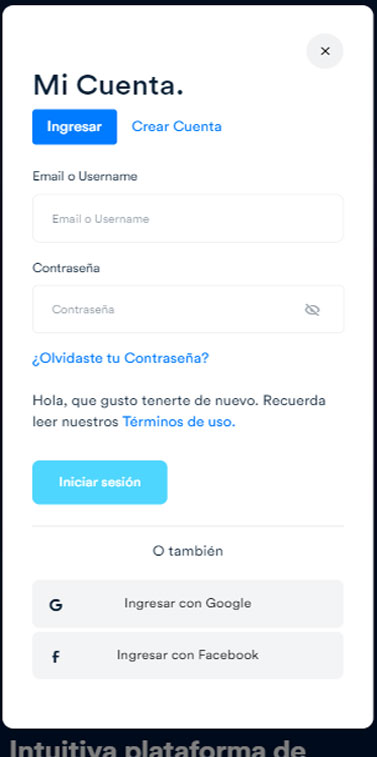 Mi Cuenta.
Ingresar Crear Cuenta
Email o Username
Email o Username
Contraseña
Contraseña
¿Olvidaste tu Contraseña?
Hola, que gusto tenerte de nuevo. Recuerda
leer nuestros Términos de uso.
Iniciar sesión
O también
Ingresar con Google
Ingresar con Facebook
Intuitiva plataforma de